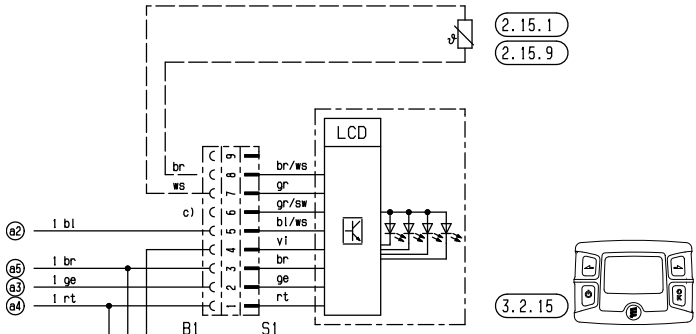 ϑ
2.15.1
2.15.9
LCD
9
br 8 br/ws
ws 7 gr
c) 6 gr/sw
a2 1 bl 5 bl/ws
4 vi
a5 1 br 3 br
a3 1 ge 2 ge
a4 1 rt 1 rt
3.2.15
B1 S1